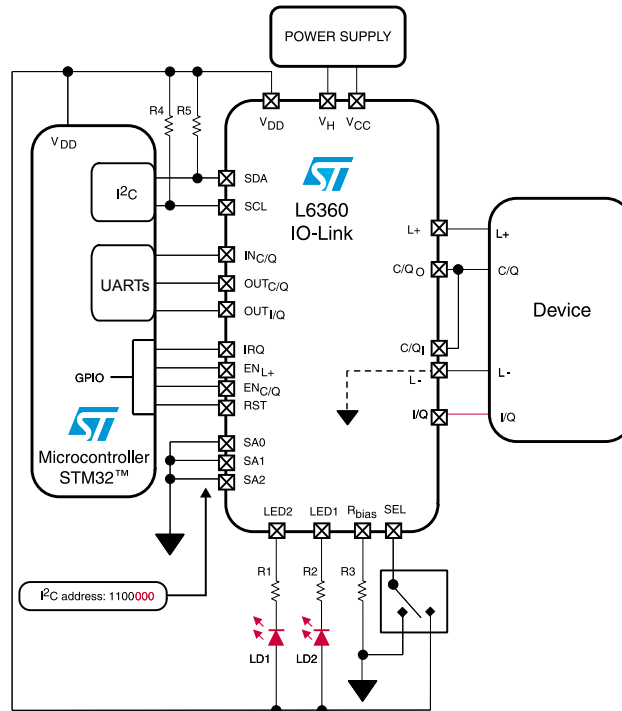 POWER SUPPLY
R4
R5
VDD
VDD
VH
VCC
I2C
SDA
SCL
ST
L6360
IO-Link
L+
L+
UARTs
INC/Q
OUTC/Q
OUTI/Q
C/QO
C/Q
Device
GPIO
IRQ
ENL+
ENC/Q
RST
C/QI
L-
L-
I/Q
I/Q
ST
Microcontroller
STM32™
SA0
SA1
SA2
LED2
LED1
Rbias
SEL
I2C address: 1100000
R1
R2
R3
LD1
LD2